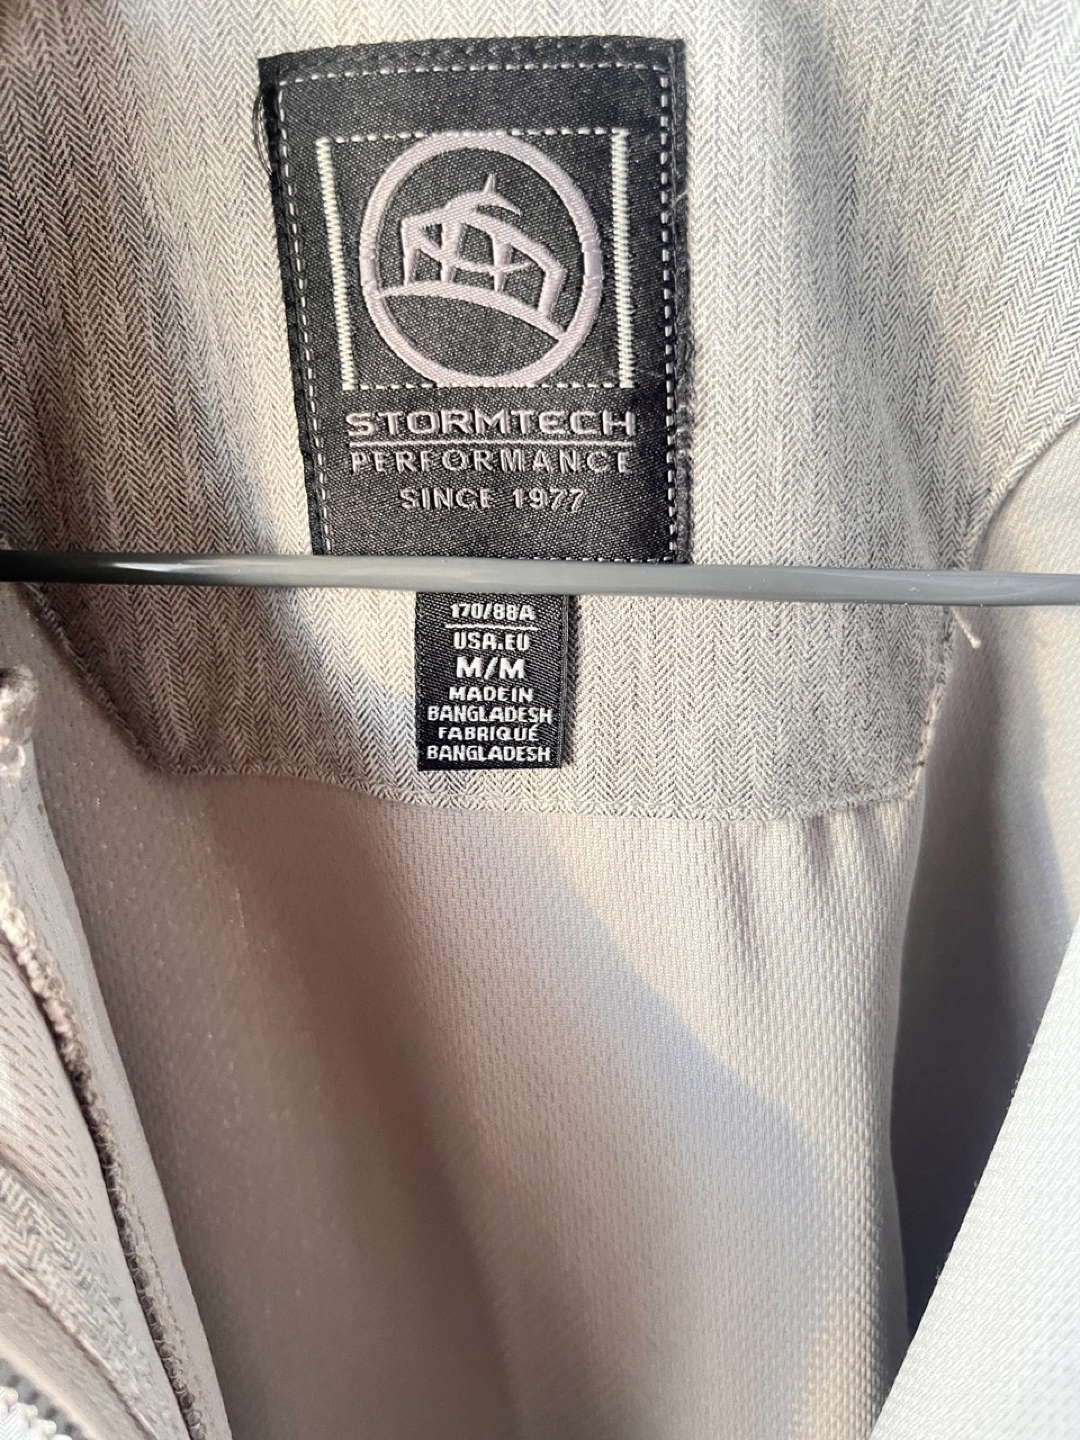 STORMTECH
PERFORMANCE
SINCE 1977
170/88A
USA.EU
M/M
MADE IN
BANGLADESH
FABRIQUÉ
BANGLADESH